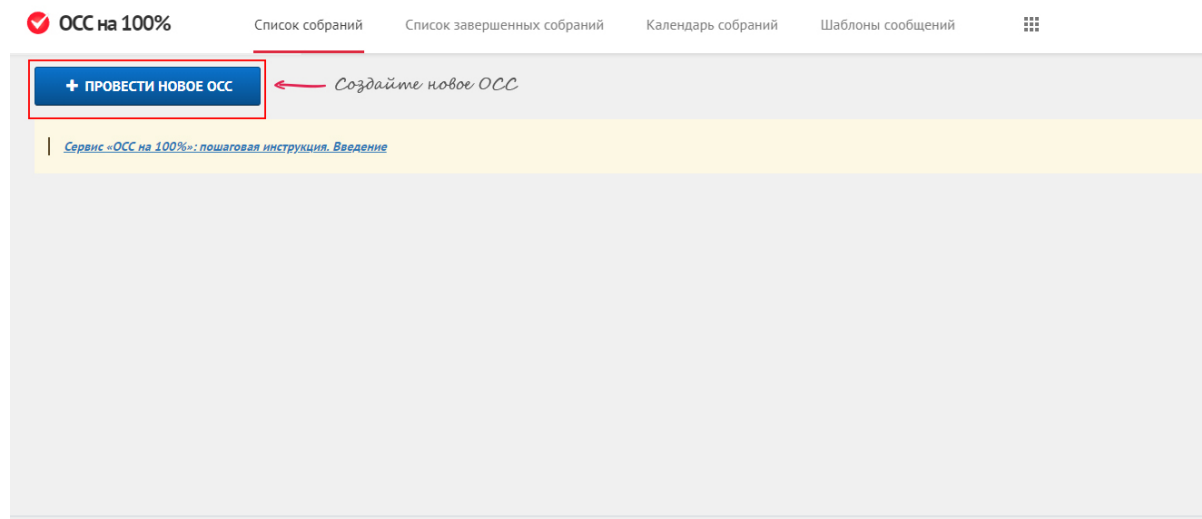 ОСС на 100%
Список собраний
Список завершенных собраний
Календарь собраний
Шаблоны сообщений
+ ПРОВЕСТИ НОВОЕ ОСС
Создайте новое ОСС
Сервис «ОСС на 100%»: пошаговая инструкция. Введение